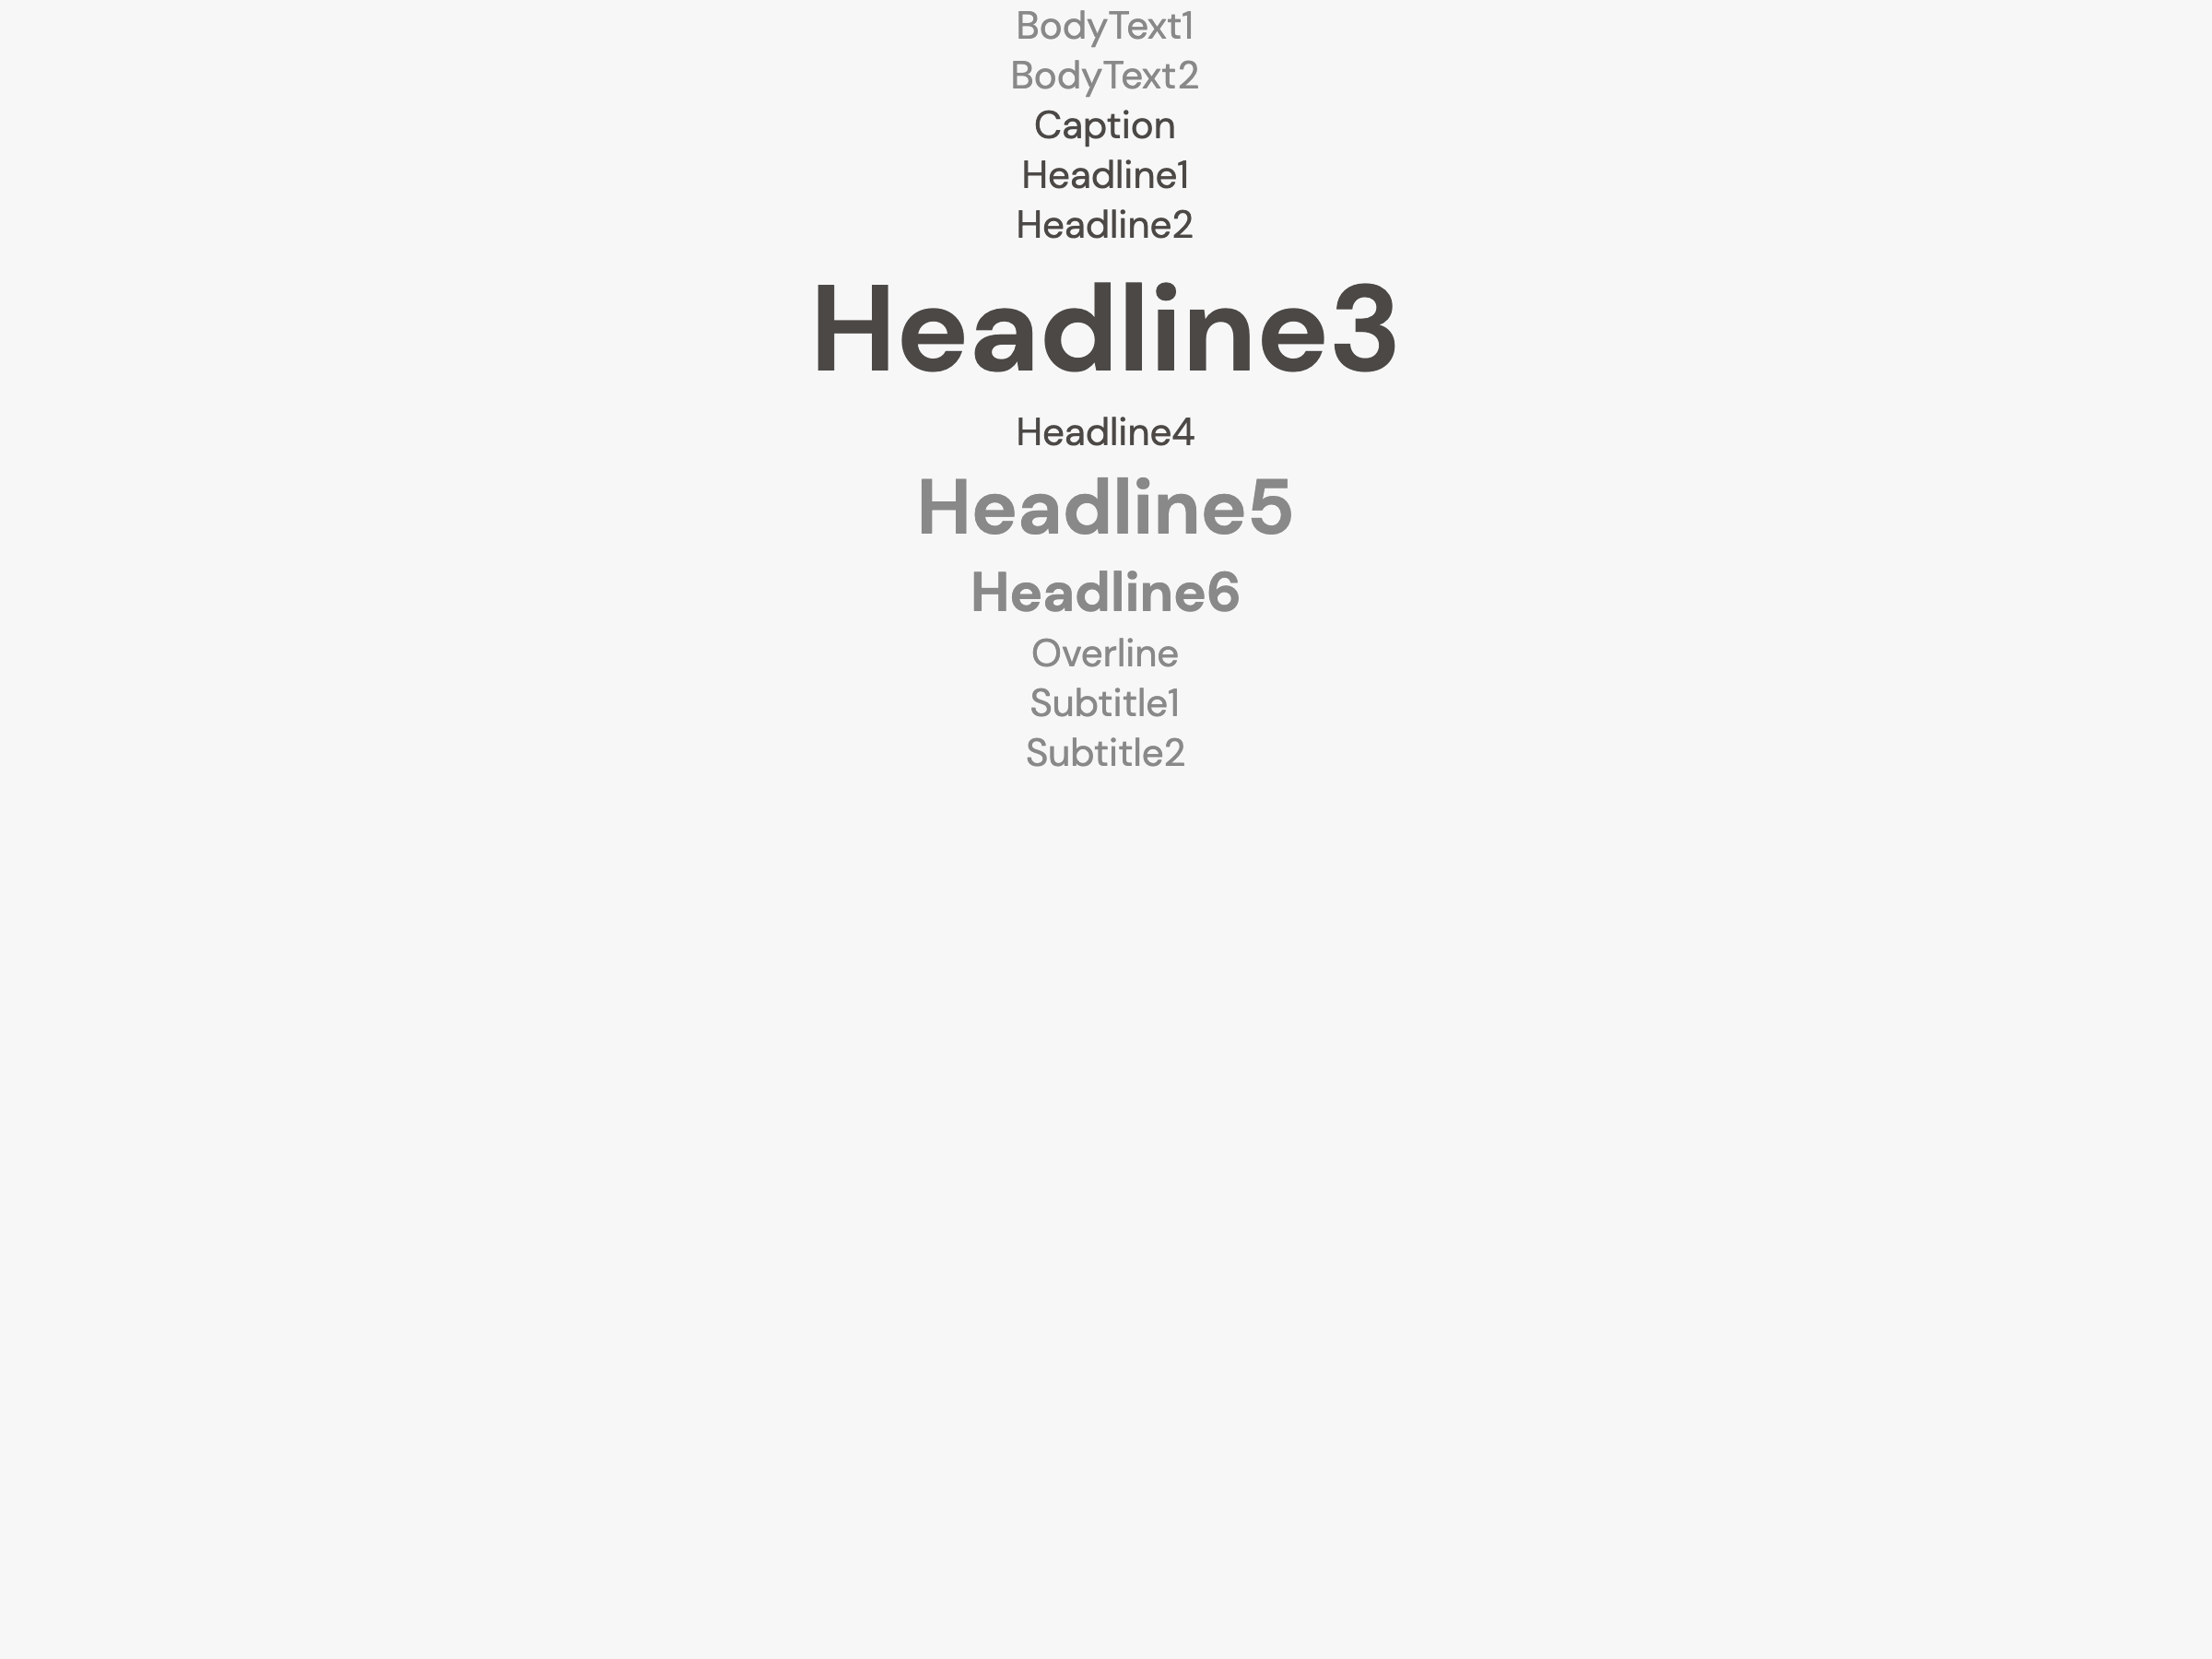 BodyText1
BodyText2
Caption
Headline1
Headline2
Headline3
Headline4
Headline5
Headline6
Overline
Subtitle1
Subtitle2